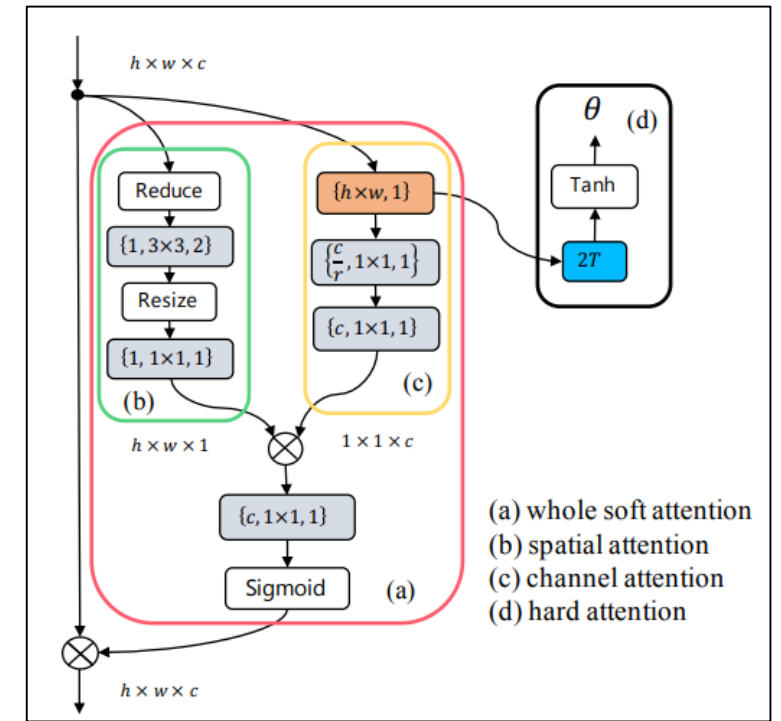 h × w × c
θ
(d)
Tanh
2T
Reduce
{1, 3×3, 2}
Resize
{1, 1×1, 1}
(b)
{h×w, 1}
{c/r, 1×1, 1}
{c, 1×1, 1}
(c)
h × w × 1
1 × 1 × c
{c, 1×1, 1}
Sigmoid
(a)
h × w × c
(a) whole soft attention
(b) spatial attention
(c) channel attention
(d) hard attention